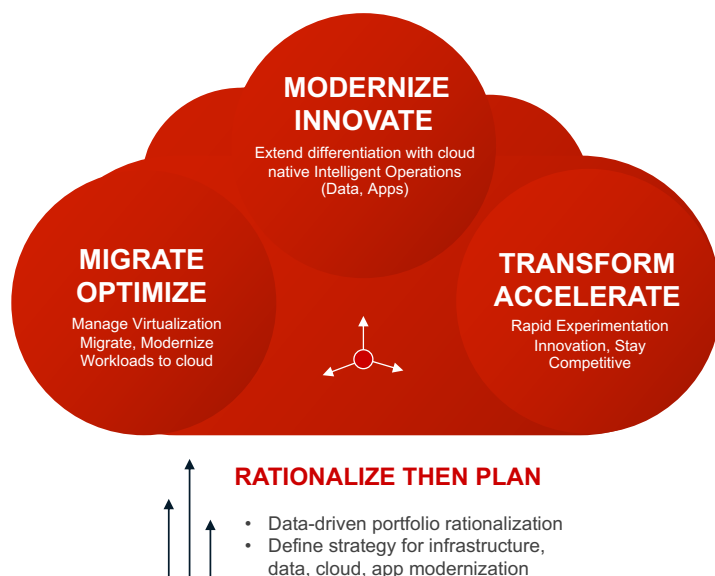 MODERNIZE
INNOVATE
Extend differentiation with cloud
native Intelligent Operations
(Data, Apps)
MIGRATE
OPTIMIZE
Manage Virtualization
Migrate, Modernize
Workloads to cloud
TRANSFORM
ACCELERATE
Rapid Experimentation
Innovation, Stay
Competitive
RATIONALIZE THEN PLAN
• Data-driven portfolio rationalization
• Define strategy for infrastructure,
data, cloud, app modernization